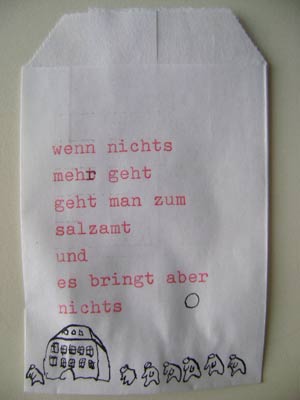 wenn nichts
mehr geht
geht man zum
salzamt
und
es bringt aber
nichts